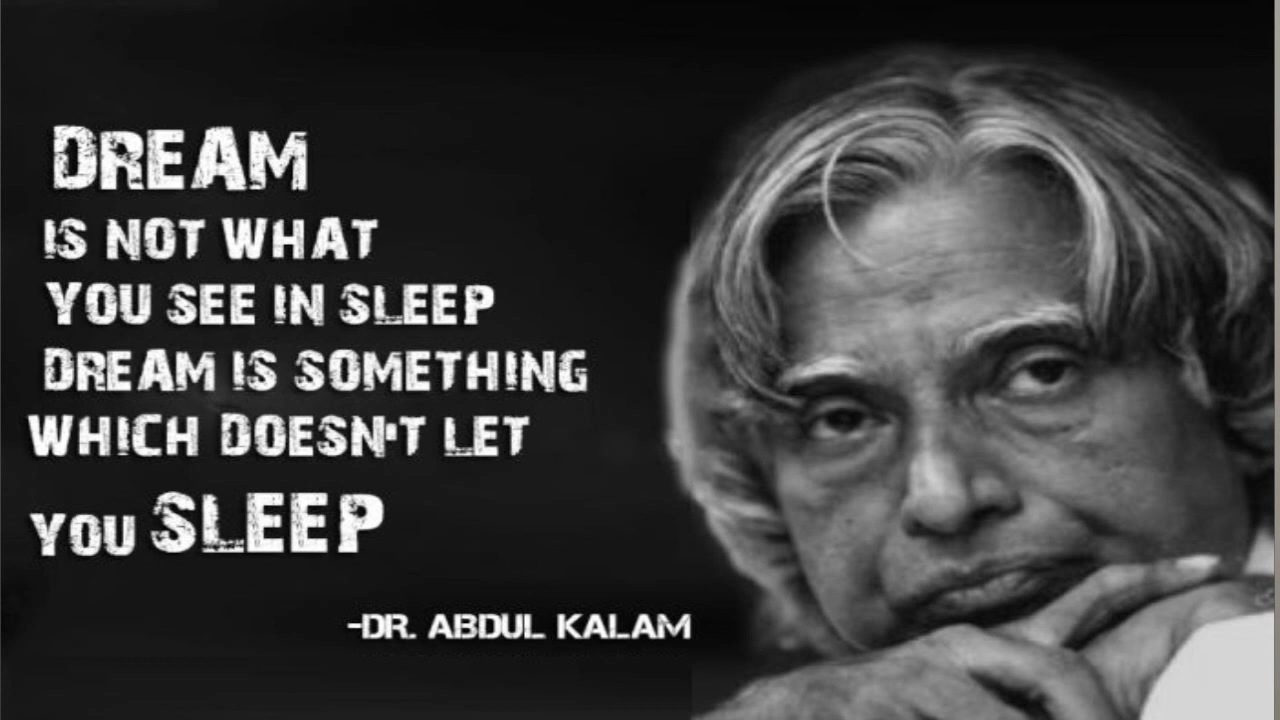 DREAM
IS NOT WHAT
YOU SEE IN SLEEP
DREAM IS SOMETHING
WHICH DOESN'T LET
YOU SLEEP
-DR. ABDUL KALAM